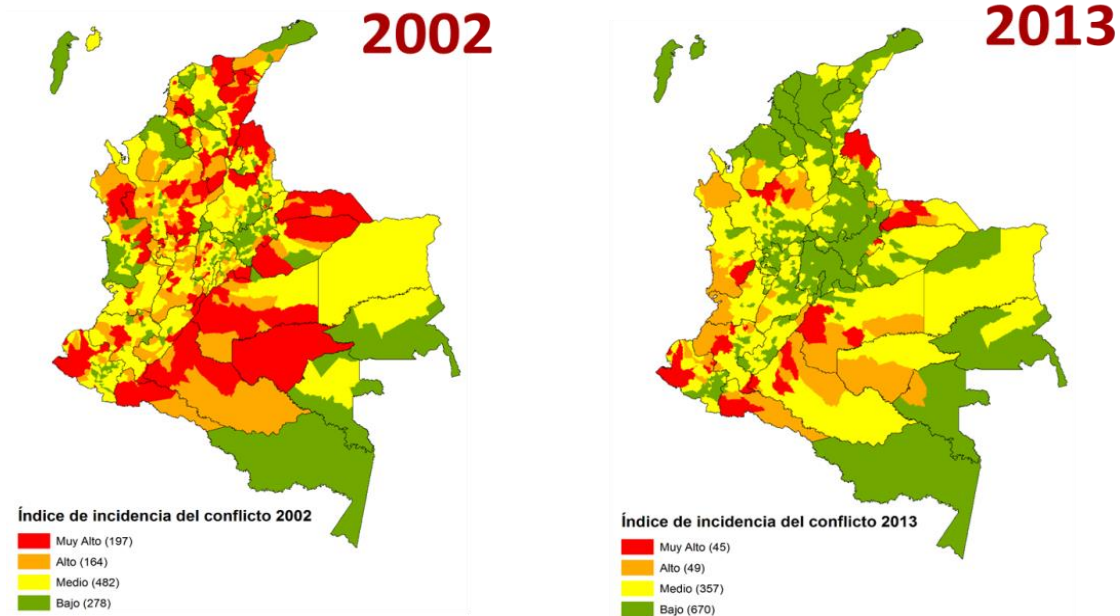 2002
2013
Índice de incidencia del conflicto 2002
Muy Alto (197)
Alto (164)
Medio (482)
Bajo (278)
Índice de incidencia del conflicto 2013
Muy Alto (45)
Alto (49)
Medio (357)
Bajo (670)